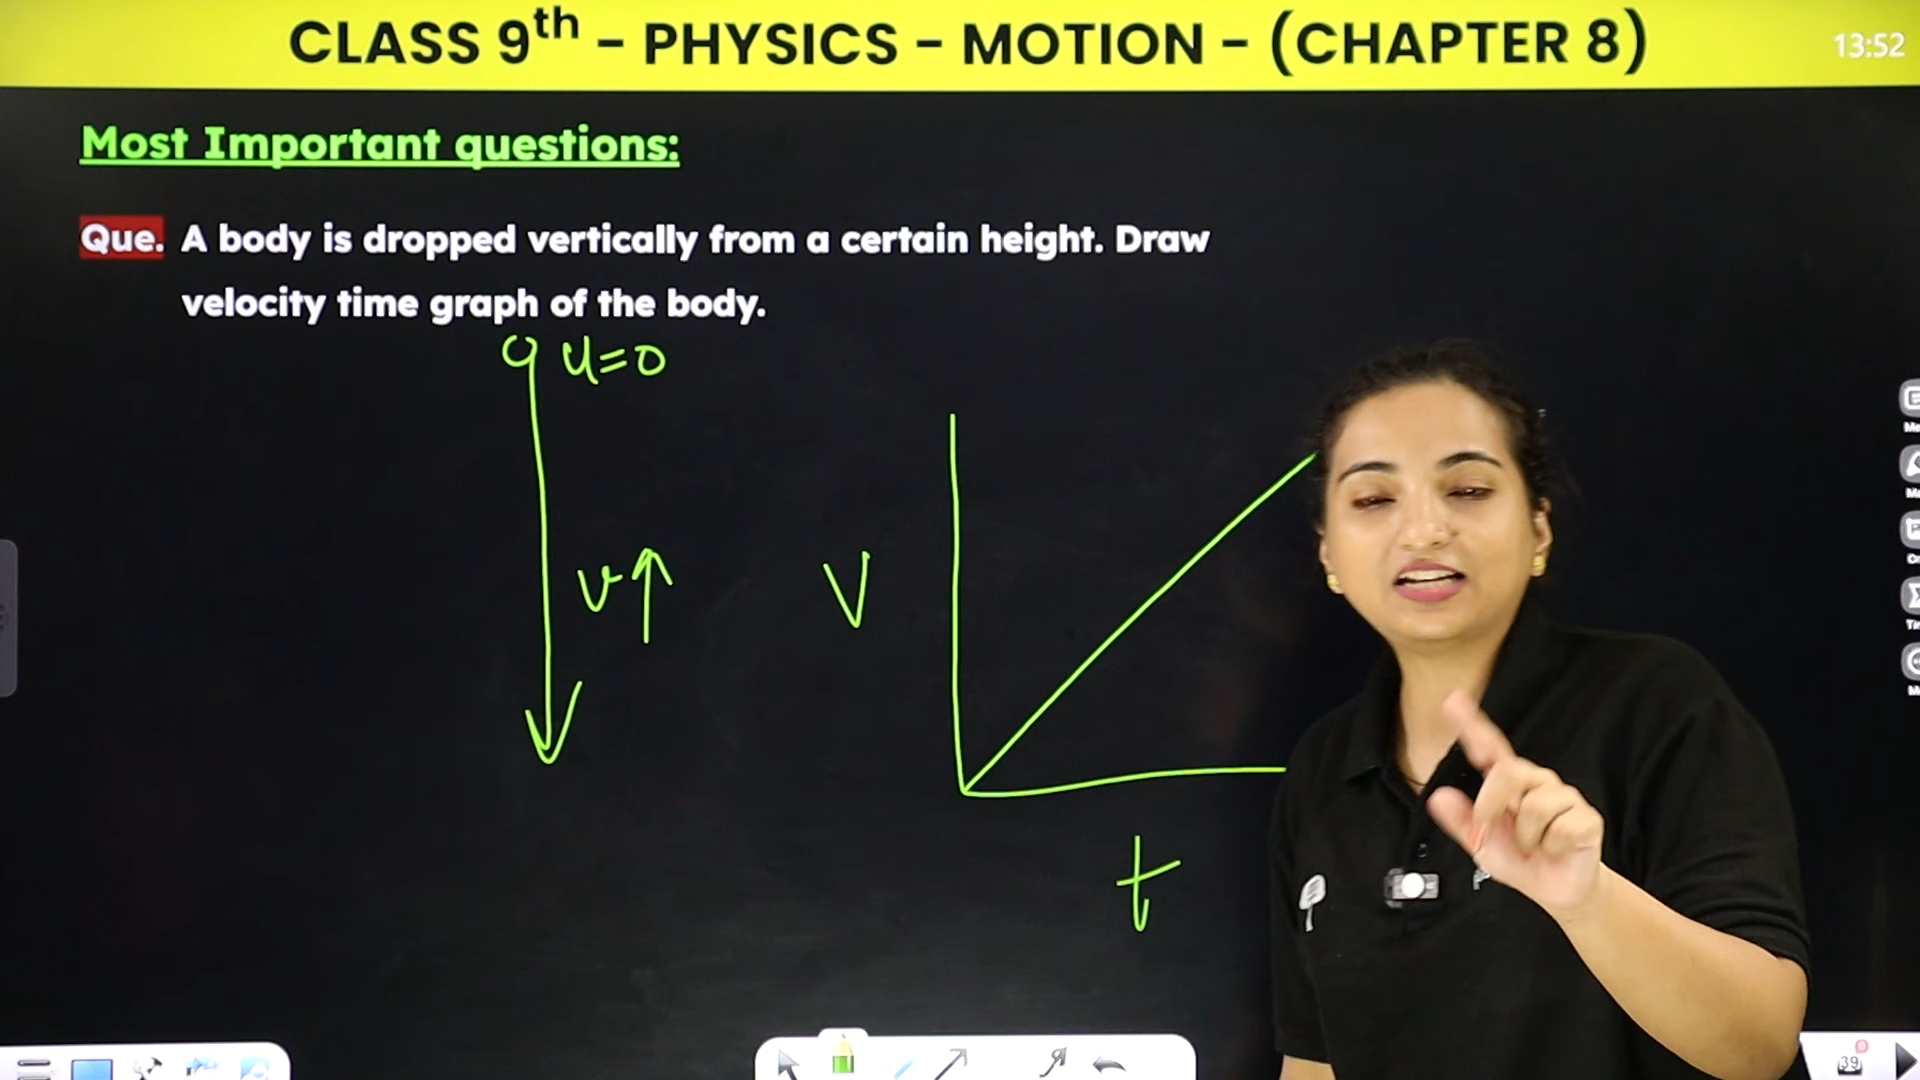 CLASS 9th - PHYSICS - MOTION - (CHAPTER 8)
13:52
Most Important questions:
Que. A body is dropped vertically from a certain height. Draw
velocity time graph of the body.
u=0
v↑
V
t
39